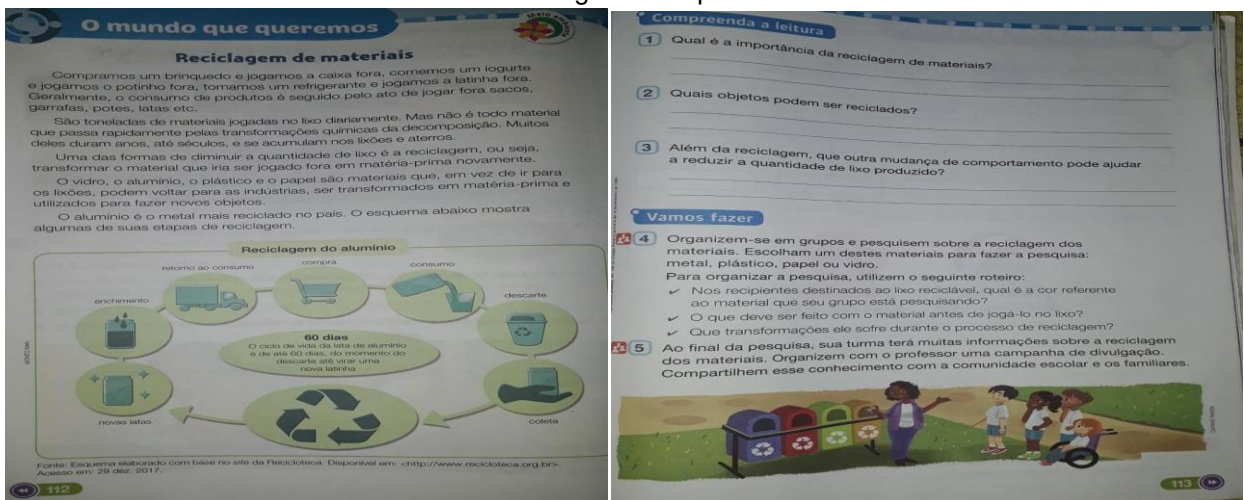 O mundo que queremos
Meio ambiente
Reciclagem de materiais
Compramos um brinquedo e jogamos a caixa fora, comemos um iogurte
e jogamos o potinho fora, tomamos um refrigerante e jogamos a latinha fora.
Geralmente, o consumo de produtos é seguido pelo ato de jogar fora sacos,
garrafas, potes, latas etc.
São toneladas de materiais jogadas no lixo diariamente. Mas não é todo material
que passa rapidamente pelas transformações químicas da decomposição. Muitos
deles duram anos, até séculos, e se acumulam nos lixões e aterros.
Uma das formas de diminuir a quantidade de lixo é a reciclagem, ou seja,
transformar o material que iria ser jogado fora em matéria-prima novamente.
O vidro, o alumínio, o plástico e o papel são materiais que, em vez de ir para
os lixões, podem voltar para as indústrias, ser transformados em matéria-prima e
utilizados para fazer novos objetos.
O alumínio é o metal mais reciclado no país. O esquema abaixo mostra
algumas de suas etapas de reciclagem.
Reciclagem do alumínio
retorno ao consumo
compra
consumo
enchimento
descarte
60 dias
O ciclo de vida da lata de alumínio
é de até 60 dias, do momento do
descarte até virar uma
nova latinha
novas latas
coleta
Fonte: Esquema elaborado com base no site da Recicloteca. Disponível em: <http://www.recicloteca.org.br>.
Acesso em: 29 dez. 2017.
112
Compreenda a leitura
1 Qual é a importância da reciclagem de materiais?
2 Quais objetos podem ser reciclados?
3 Além da reciclagem, que outra mudança de comportamento pode ajudar
a reduzir a quantidade de lixo produzido?
Vamos fazer
4 Organizem-se em grupos e pesquisem sobre a reciclagem dos
materiais. Escolham um destes materiais para fazer a pesquisa:
metal, plástico, papel ou vidro.
Para organizar a pesquisa, utilizem o seguinte roteiro:
✓ Nos recipientes destinados ao lixo reciclável, qual é a cor referente
ao material que seu grupo está pesquisando?
✓ O que deve ser feito com o material antes de jogá-lo no lixo?
✓ Que transformações ele sofre durante o processo de reciclagem?
5 Ao final da pesquisa, sua turma terá muitas informações sobre a reciclagem
dos materiais. Organizem com o professor uma campanha de divulgação.
Compartilhem esse conhecimento com a comunidade escolar e os familiares.
113